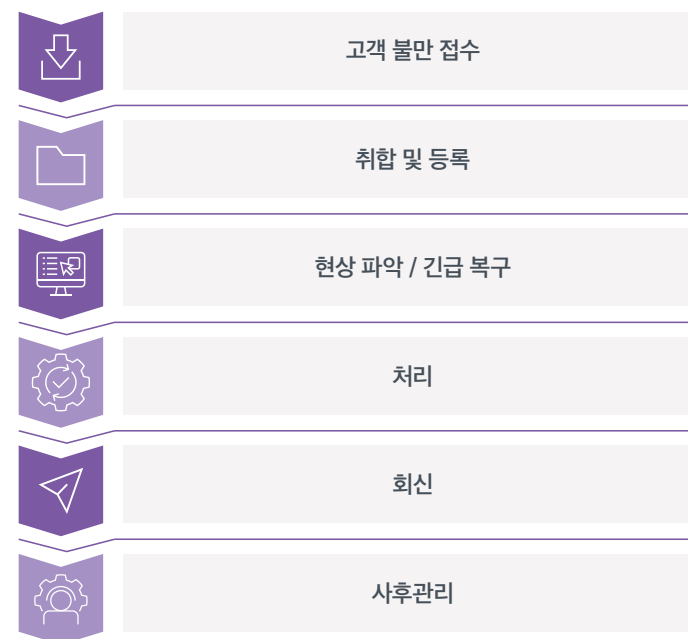 고객 불만 접수
취합 및 등록
현상 파악 / 긴급 복구
처리
회신
사후관리